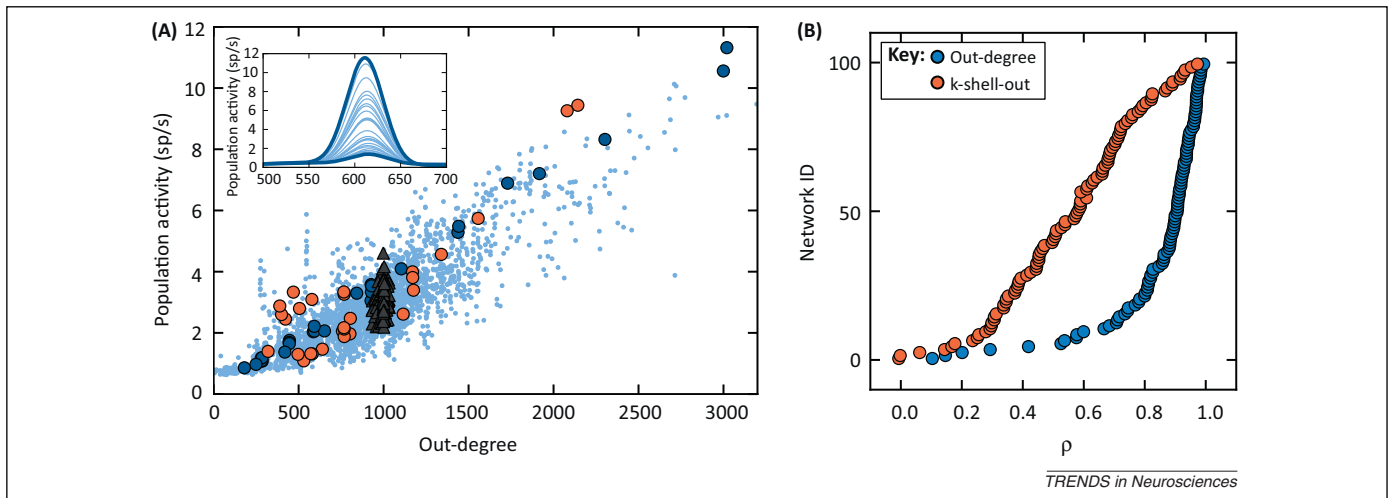 (A)
12
10
8
6
4
2
0
Population activity (sp/s)
0 500 1000 1500 2000 2500 3000
Out-degree
12
10
8
6
4
2
0
Population activity (sp/s)
500 550 600 650 700
(B)
Key: Out-degree
k-shell-out
100
50
0
Network ID
0.0 0.2 0.4 0.6 0.8 1.0
ρ
TRENDS in Neurosciences